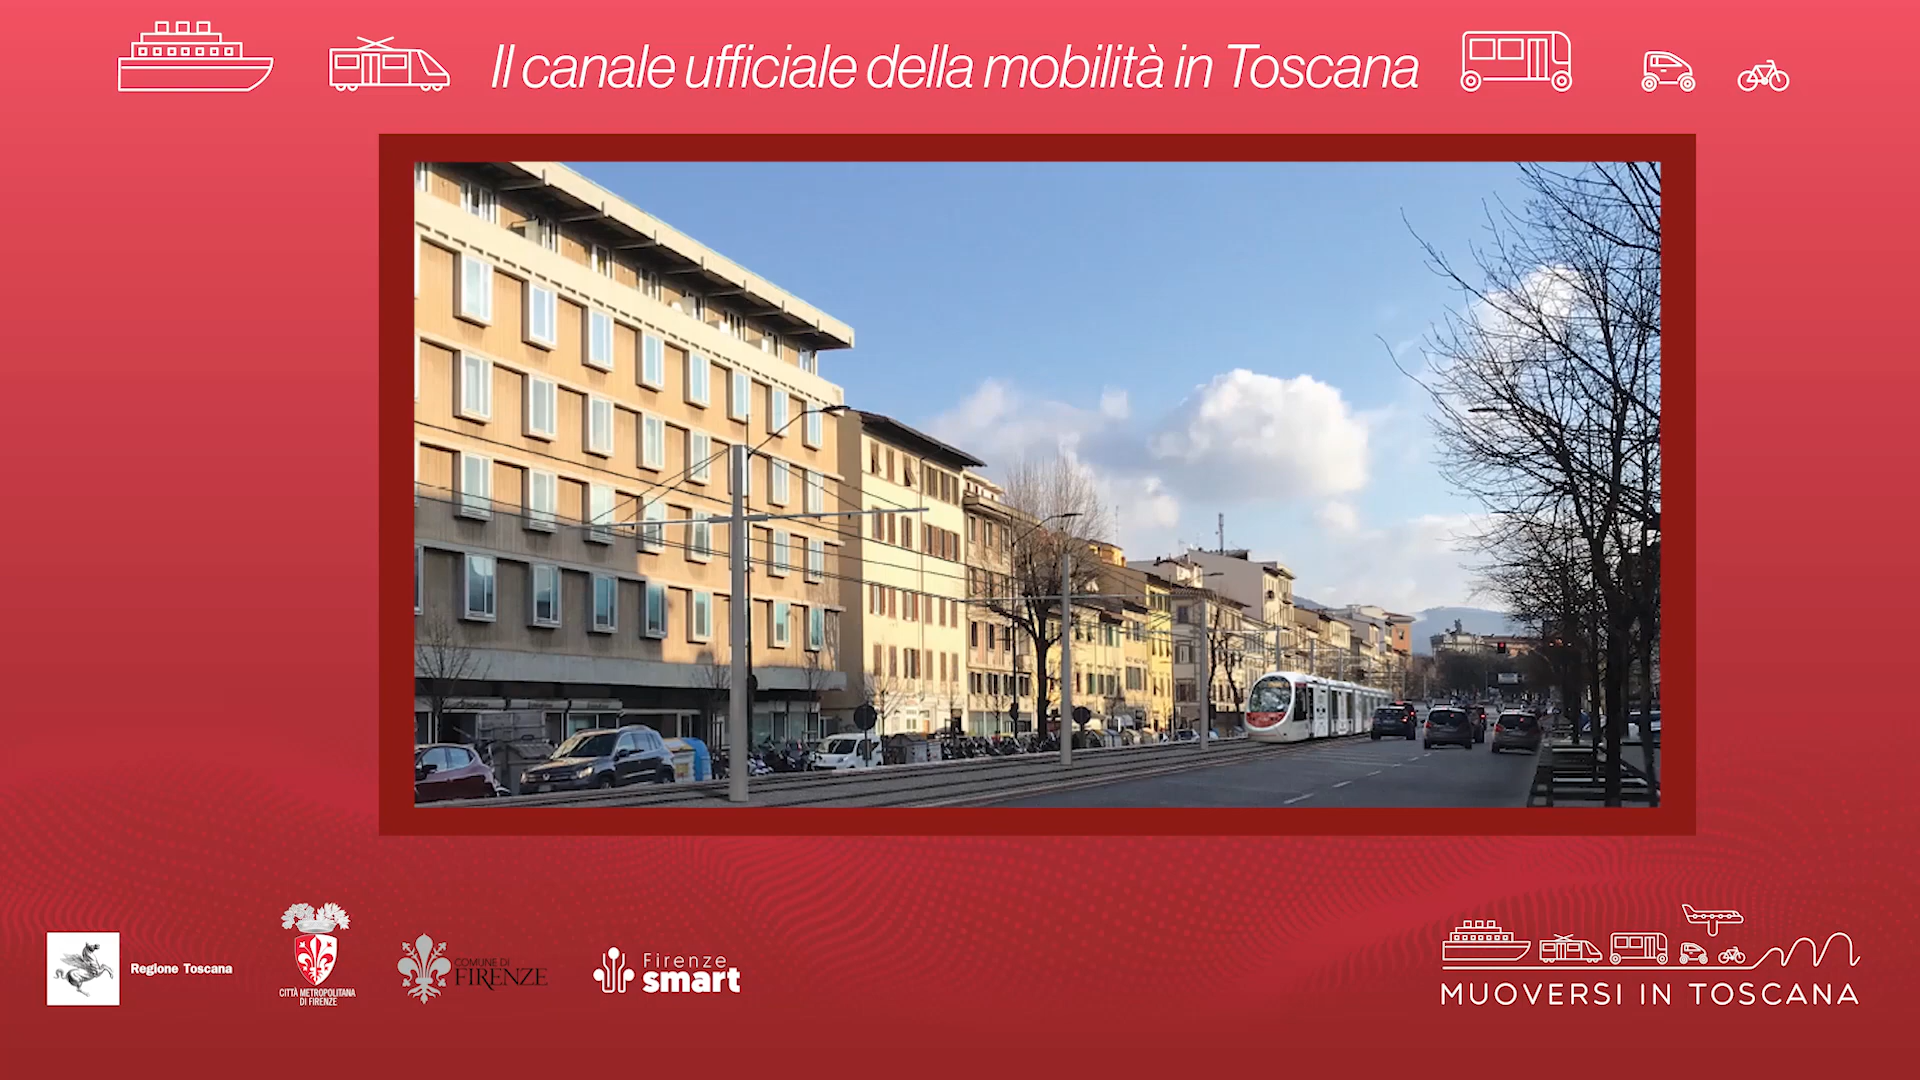 Il canale ufficiale della mobilità in Toscana
Regione Toscana
CITTÀ METROPOLITANA
DI FIRENZE
COMUNE DI
FIRENZE
Firenze
smart
MUOVERSI IN TOSCANA